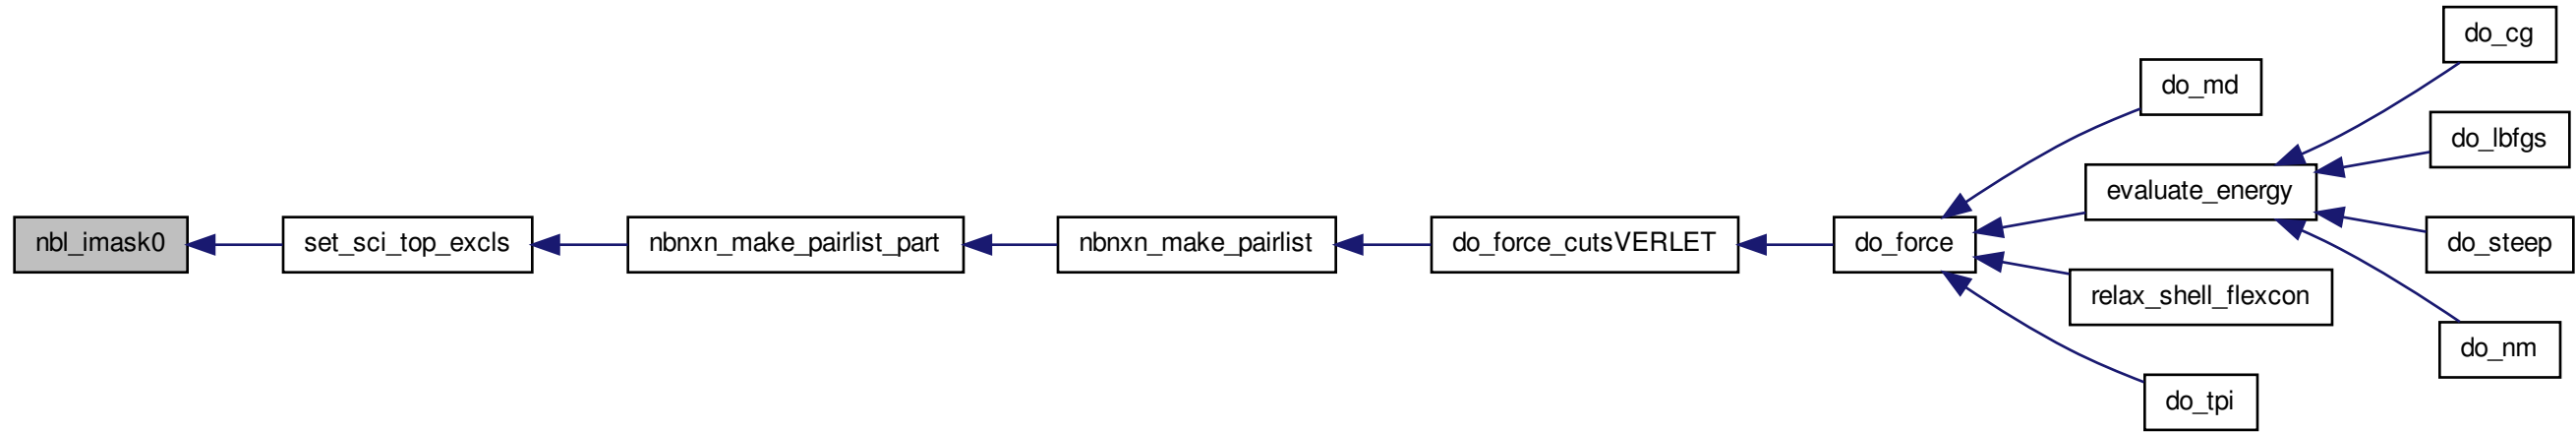 nbl_imask0
set_sci_top_excls
nbnxn_make_pairlist_part
nbnxn_make_pairlist
do_force_cutsVERLET
do_force
do_md
evaluate_energy
relax_shell_flexcon
do_tpi
do_cg
do_lbfgs
do_steep
do_nm